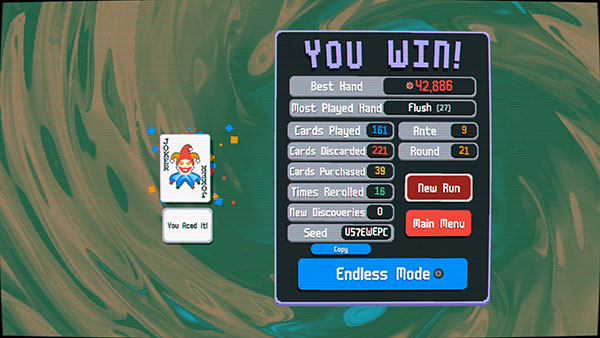 YOU WIN!
Best Hand 42,886
Most Played Hand Flush [27]
Cards Played 161
Ante 9
Cards Discarded 221
Round 21
Cards Purchased 39
Times Rerolled 16
New Run
New Discoveries 0
Main Menu
Seed U57EWEPC
Copy
Endless Mode
JOKER
JOKER
You Aced it!